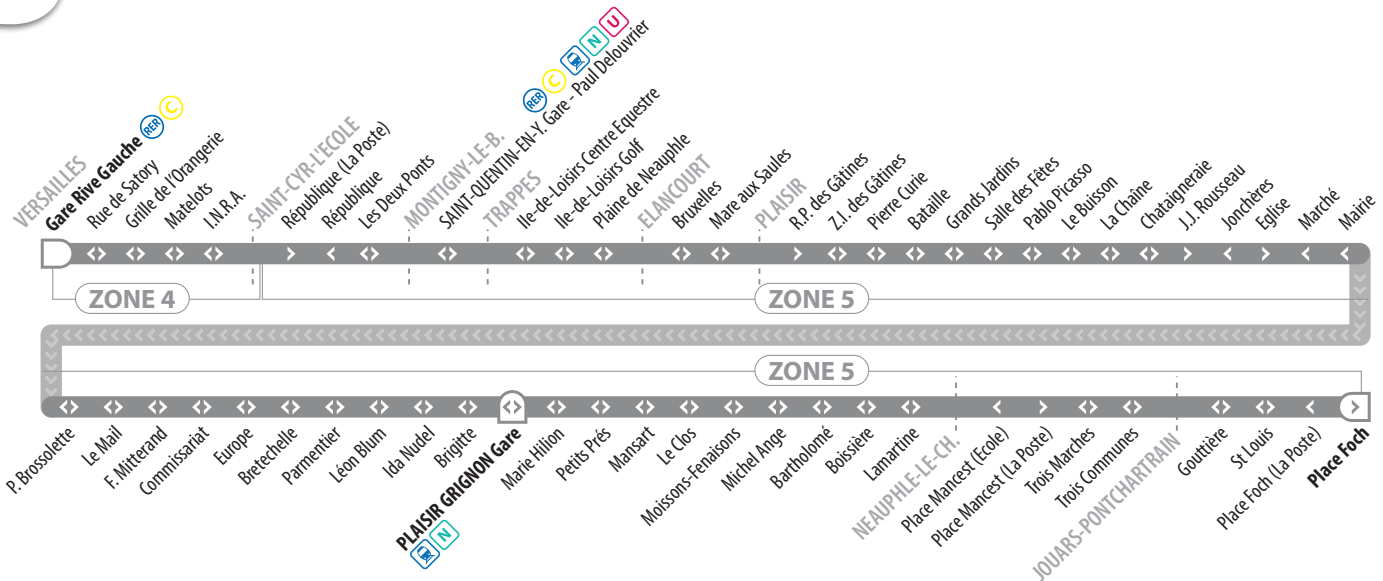 VERSAILLES
Gare Rive Gauche RER C
Rue de Satory
Grille de l'Orangerie
Matelots
I.N.R.A.
SAINT-CYR-L'ECOLE
République (La Poste)
République
Les Deux Ponts
MONTIGNY-LE-B.
SAINT-QUENTIN-EN-Y. Gare - Paul Delouvrier
RER C N U
TRAPPES
Ile-de-Loisirs Centre Equestre
Ile-de-Loisirs Golf
Plaine de Neauphle
ELANCOURT
Bruxelles
Mare aux Saules
PLAISIR
R.P. des Gâtines
Z.I. des Gâtines
Pierre Curie
Bataille
Grands Jardins
Salle des Fêtes
Pablo Picasso
Le Buisson
La Chaîne
Chataigneraie
J.J. Rousseau
Jonchères
Eglise
Marché
Mairie
ZONE 4
ZONE 5
ZONE 5
P. Brossolette
Le Mail
F. Mitterand
Commissariat
Europe
Bretechelle
Parmentier
Léon Blum
Ida Nudel
Brigitte
PLAISIR GRIGNON Gare
N
Marie Hilion
Petits Prés
Mansart
Le Clos
Moissons-Fenaisons
Michel Ange
Bartholomé
Boissière
Lamartine
NEAUPHLE-LE-CH.
Place Mancest (Ecole)
Place Mancest (La Poste)
Trois Marches
Trois Communes
JOUARS-PONTCHARTRAIN
Gouttière
St Louis
Place Foch (La Poste)
Place Foch